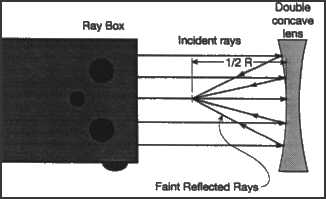 Ray Box
Incident rays
Double
concave
lens
1/2 R
Faint Reflected Rays